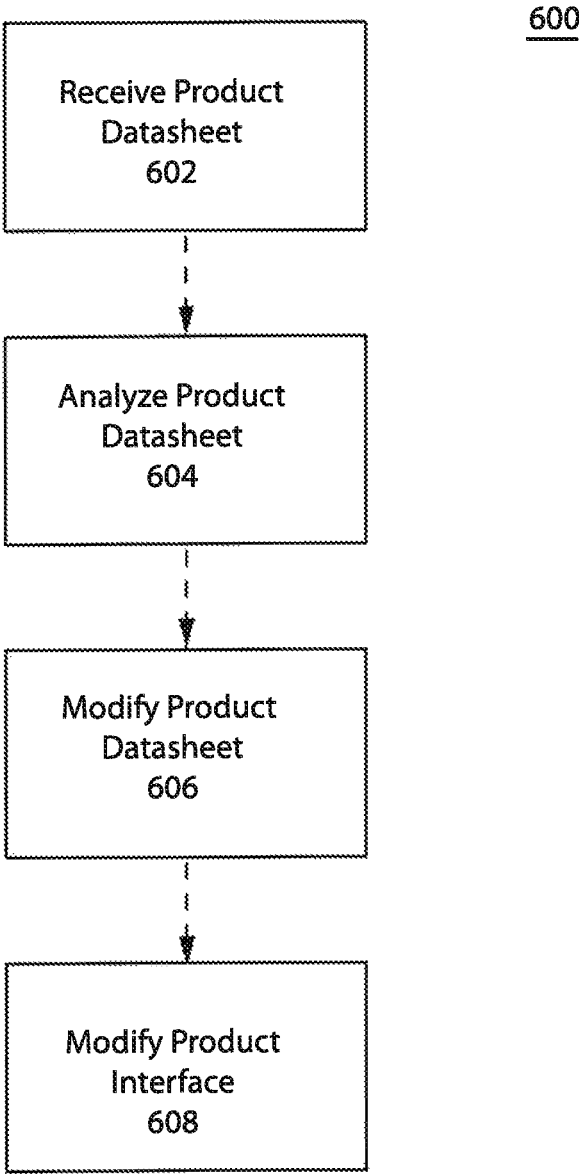 600
Receive Product
Datasheet
602
Analyze Product
Datasheet
604
Modify Product
Datasheet
606
Modify Product
Interface
608